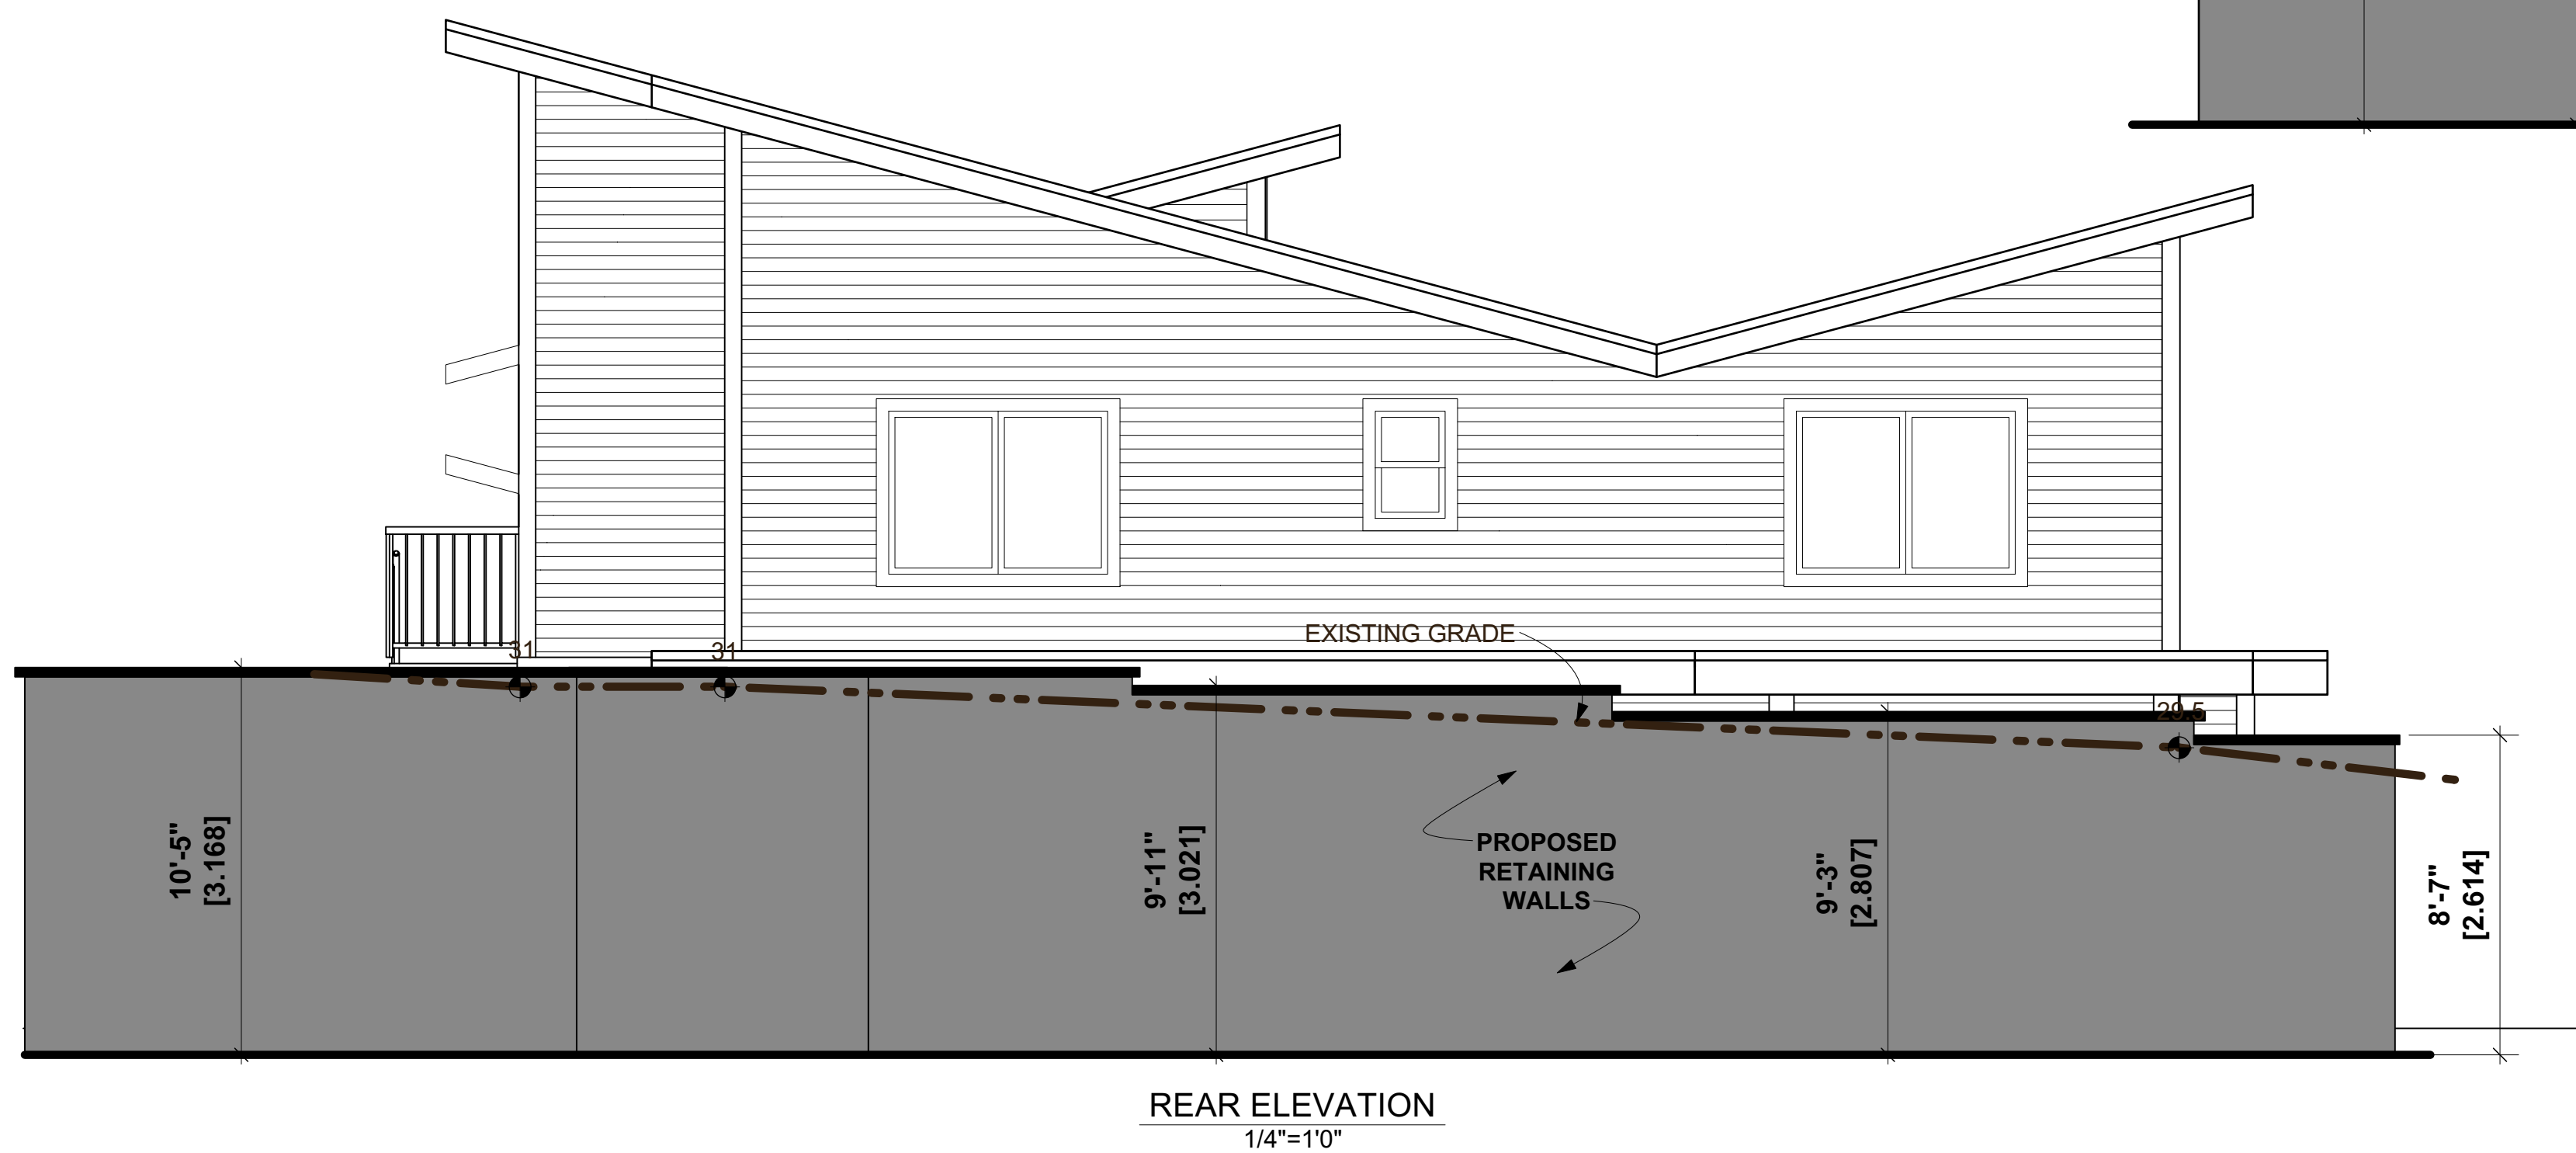 EXISTING GRADE
31
31
29.5
10'-5"
[3.168]
9'-11"
[3.021]
PROPOSED
RETAINING
WALLS
9'-3"
[2.807]
8'-7"
[2.614]
REAR ELEVATION
1/4"=1'0"